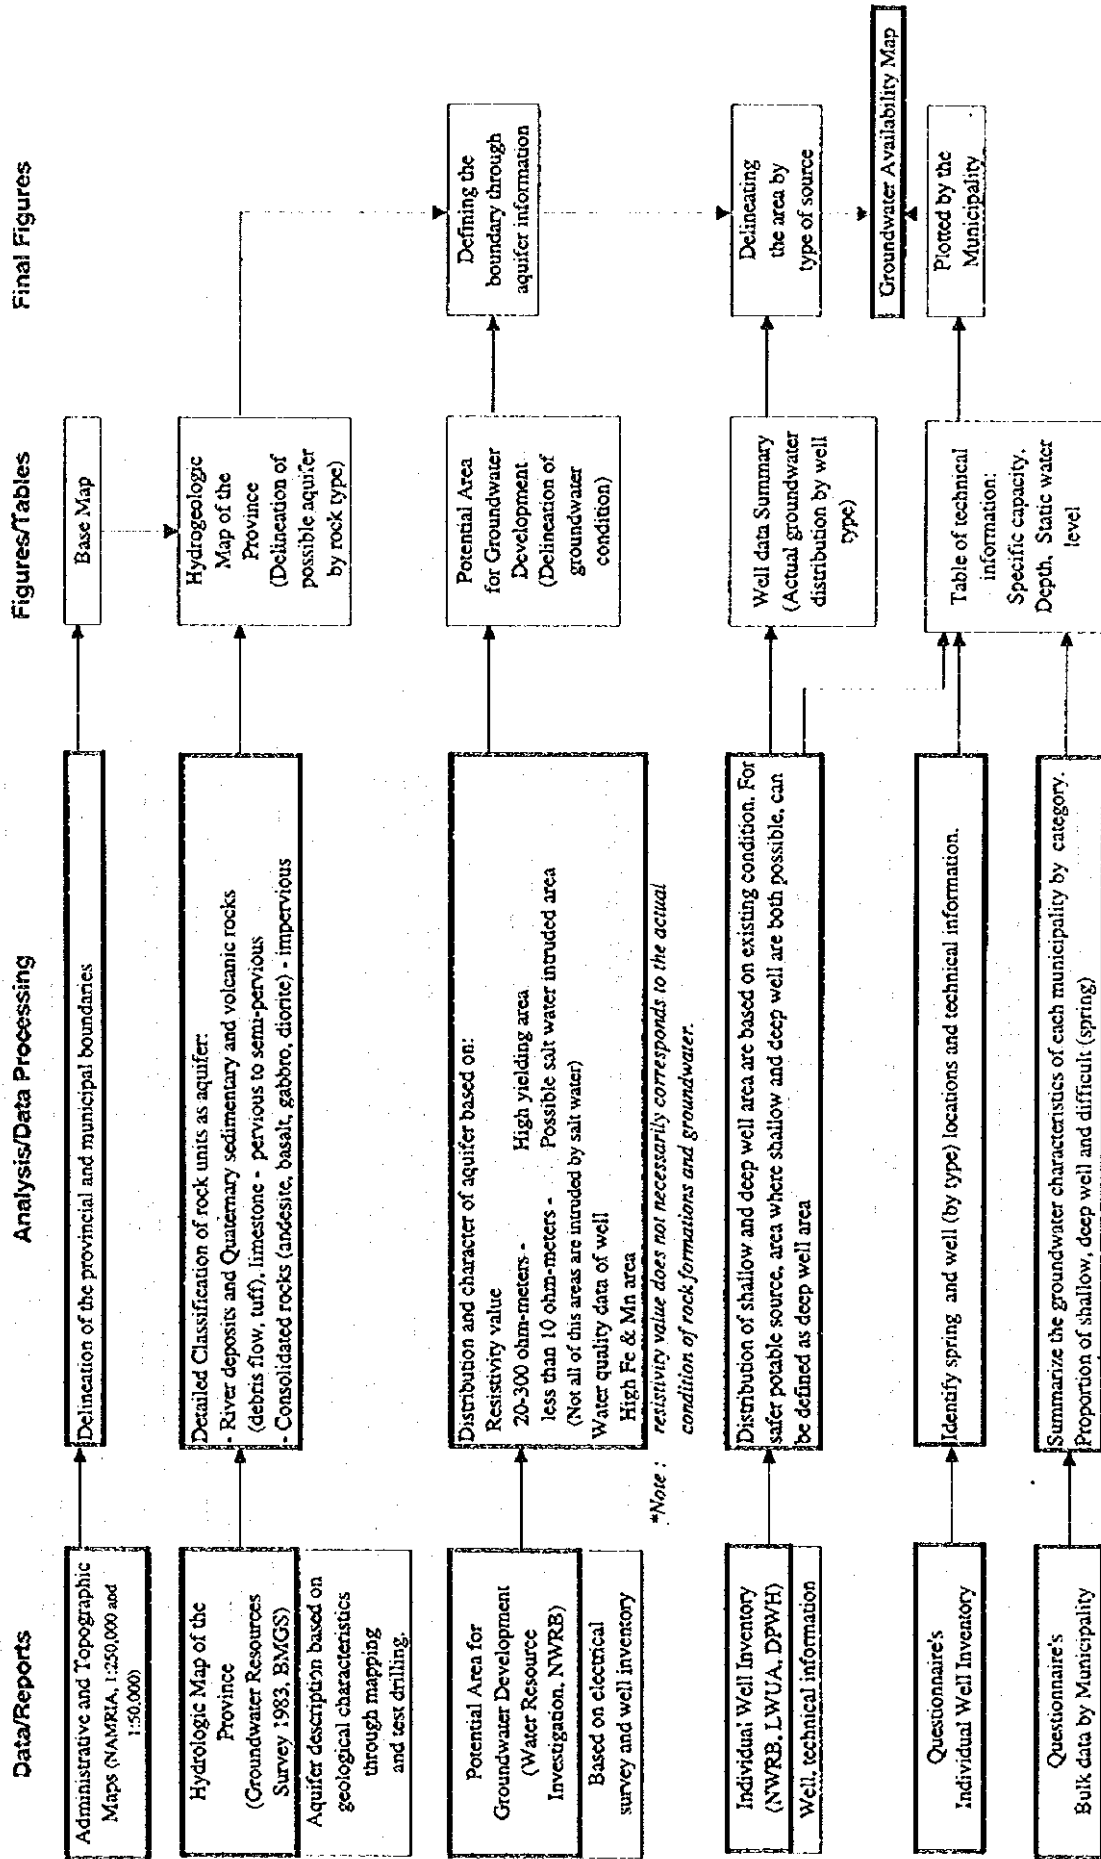 Data/Reports
Analysis/Data Processing
Figures/Tables
Final Figures
Administrative and Topographic
Maps (NAMRIA, 1:250,000 and
1:50,000)
Delineation of the provincial and municipal boundaries
Base Map
Hydrologic Map of the
Province
(Groundwater Resources
Survey 1983, BMGS)
Aquifer description based on
geological characteristics
through mapping
and test drilling.
Detailed Classification of rock units as aquifer:
- River deposits and Quaternary sedimentary and volcanic rocks
(debris flow, tuff), limestone - pervious to semi-pervious
- Consolidated rocks (andesite, basalt, gabbro, diorite) - impervious
Hydrogeologic
Map of the
Province
(Delineation of
possible aquifer
by rock type)
Potential Area for
Groundwater Development
(Water Resource
Investigation, NWRB)
Based on electrical
survey and well inventory
Distribution and character of aquifer based on:
Resistivity value
20-300 ohm-meters - High yielding area
less than 10 ohm-meters - Possible salt water intruded area
(Not all of this areas are intruded by salt water)
Water quality data of well
High Fe & Mn area
*Note : resistivity value does not necessarily corresponds to the actual
condition of rock formations and groundwater.
Potential Area
for Groundwater
Development
(Delineation of
groundwater
condition)
Defining the
boundary through
aquifer information
Individual Well Inventory
(NWRB, LWUA, DPWH)
Well, technical information
Distribution of shallow and deep well area are based on existing condition. For
safer potable source, area where shallow and deep well are both possible, can
be defined as deep well area
Well data Summary
(Actual groundwater
distribution by well
type)
Delineating
the area by
type of source
Groundwater Availability Map
Questionnaire's
Individual Well Inventory
Identify spring and well (by type) locations and technical information.
Table of technical
information:
Specific capacity,
Depth, Static water
level
Plotted by the
Municipality
Questionnaire's
Bulk data by Municipality
Summarize the groundwater characteristics of each municipality by category.
Proportion of shallow, deep well and difficult (spring)